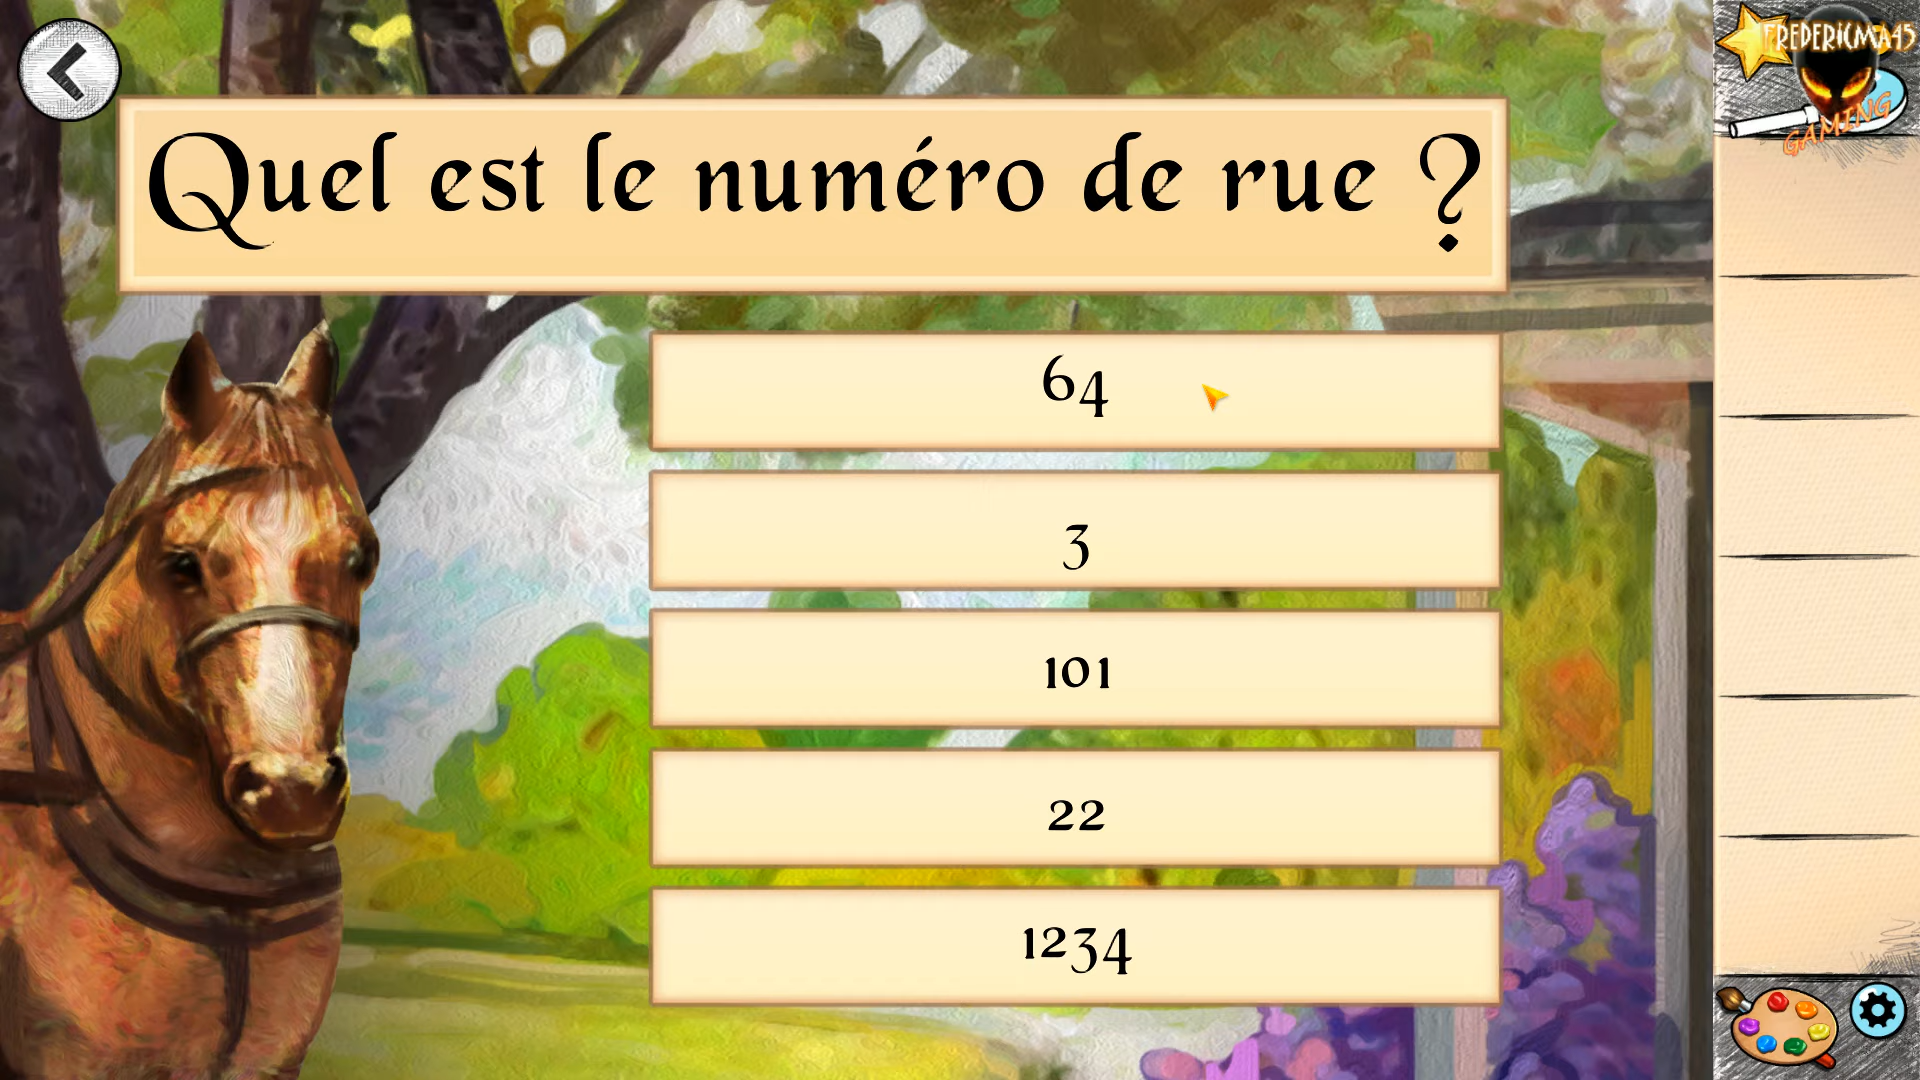 FREDERICMA45
GAMING
Quel est le numéro de rue ?
64
3
101
22
1234